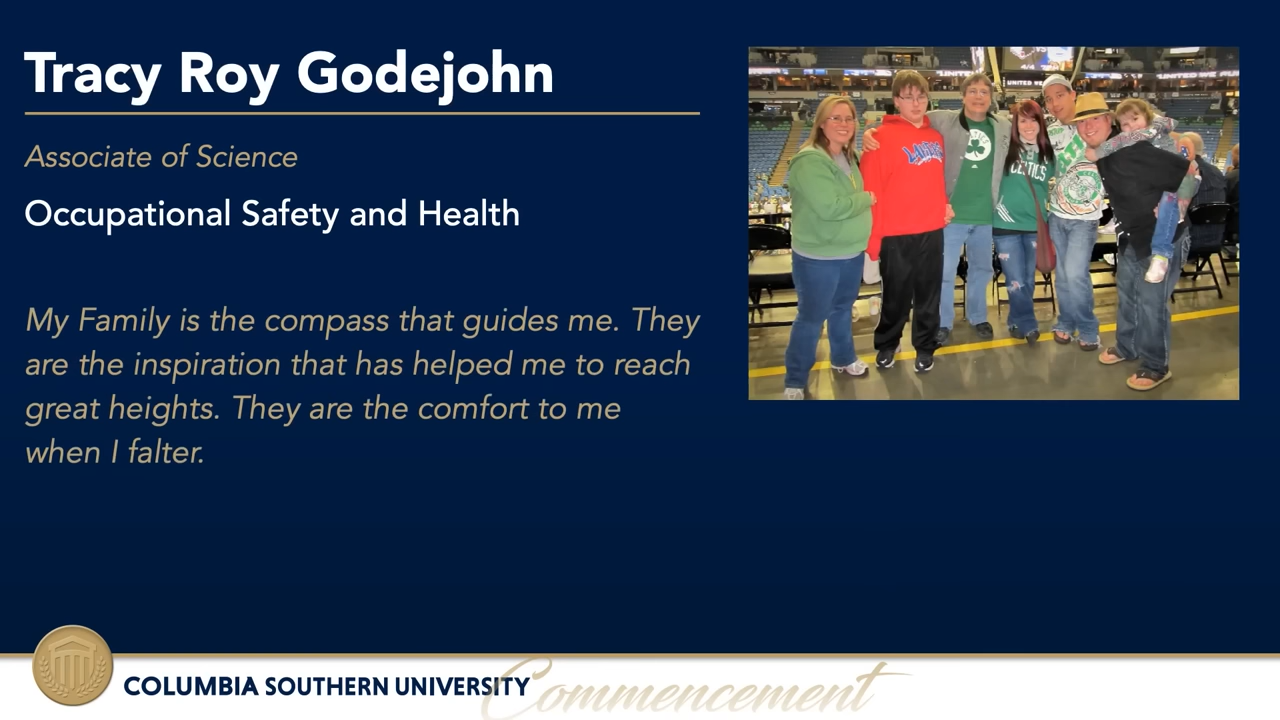 Tracy Roy Godejohn
Associate of Science
Occupational Safety and Health
My Family is the compass that guides me. They
are the inspiration that has helped me to reach
great heights. They are the comfort to me
when I falter.
UNITED
CELTICS
COLUMBIA SOUTHERN UNIVERSITY
Commencement